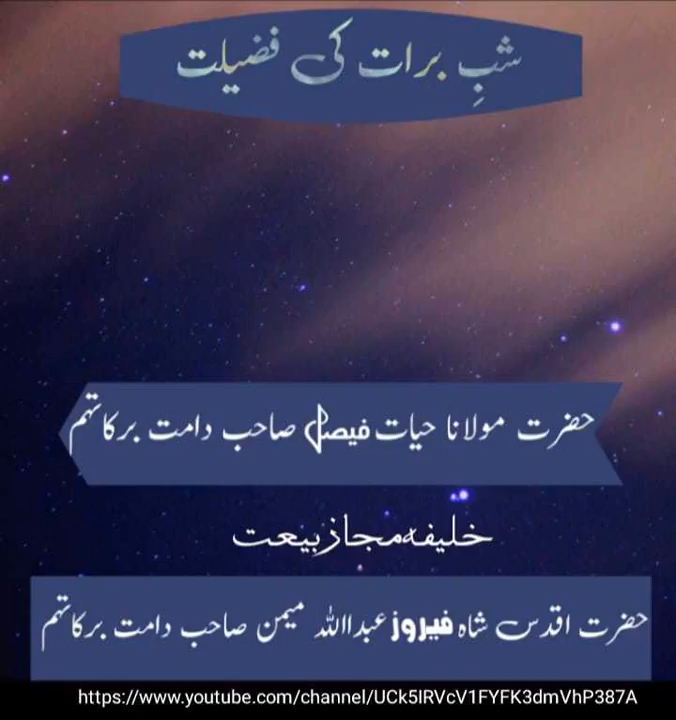 شبِ برات کی فضیلت
حضرت مولانا حیات فیصل صاحب دامت برکاتہم
خلیفہ مجاز بیعت
حضرت اقدس شاہ فیروز عبداللہ میمن صاحب دامت برکاتہم
https://www.youtube.com/channel/UCk5IRVcV1FYFK3dmVhP387A